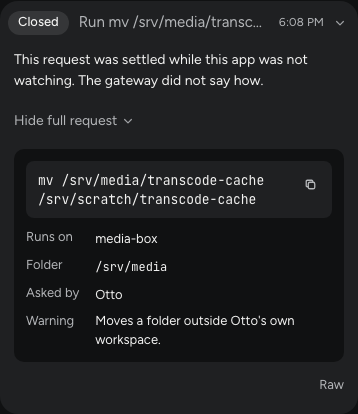 Closed Run mv /srv/media/transc... 6:08 PM
This request was settled while this app was not
watching. The gateway did not say how.
Hide full request
mv /srv/media/transcode-cache
/srv/scratch/transcode-cache
Runs on media-box
Folder /srv/media
Asked by Otto
Warning Moves a folder outside Otto's own
workspace.
Raw